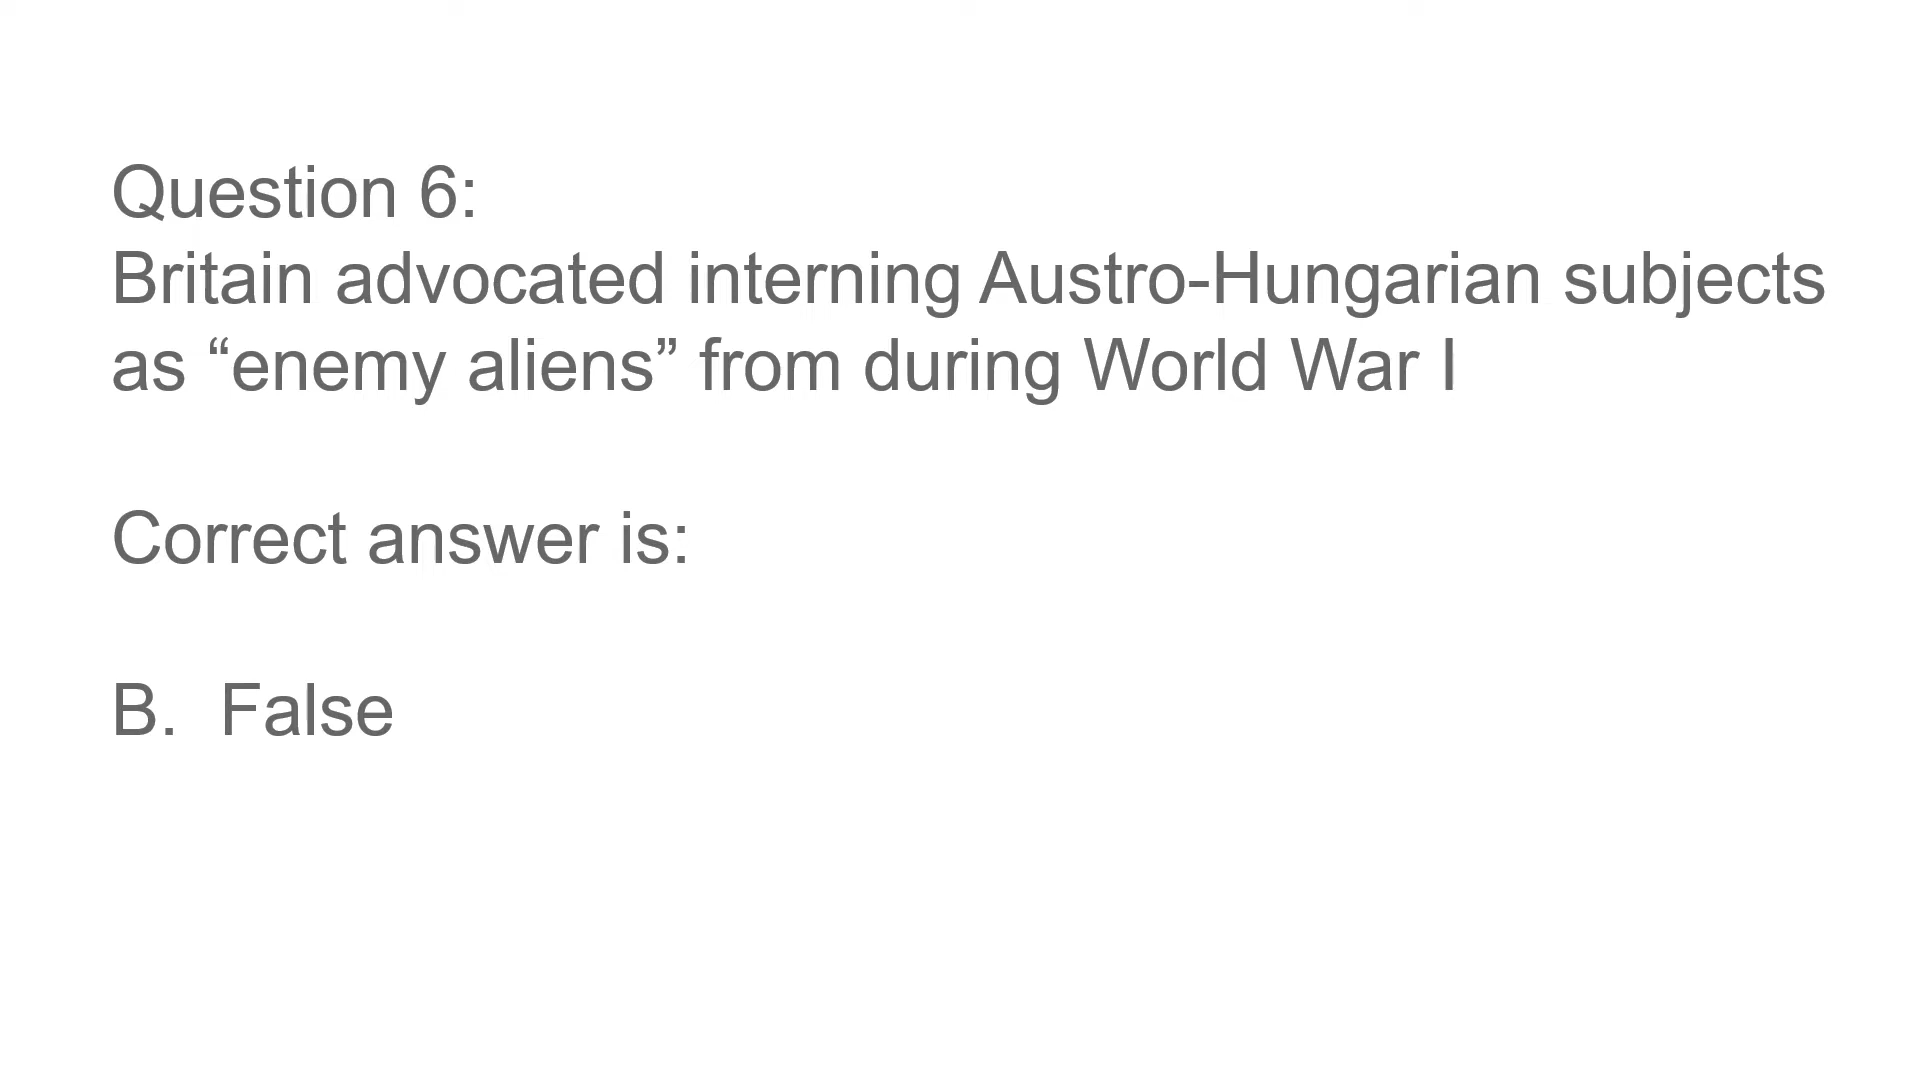 Question 6:
Britain advocated interning Austro-Hungarian subjects
as “enemy aliens” from during World War I
Correct answer is:
B. False